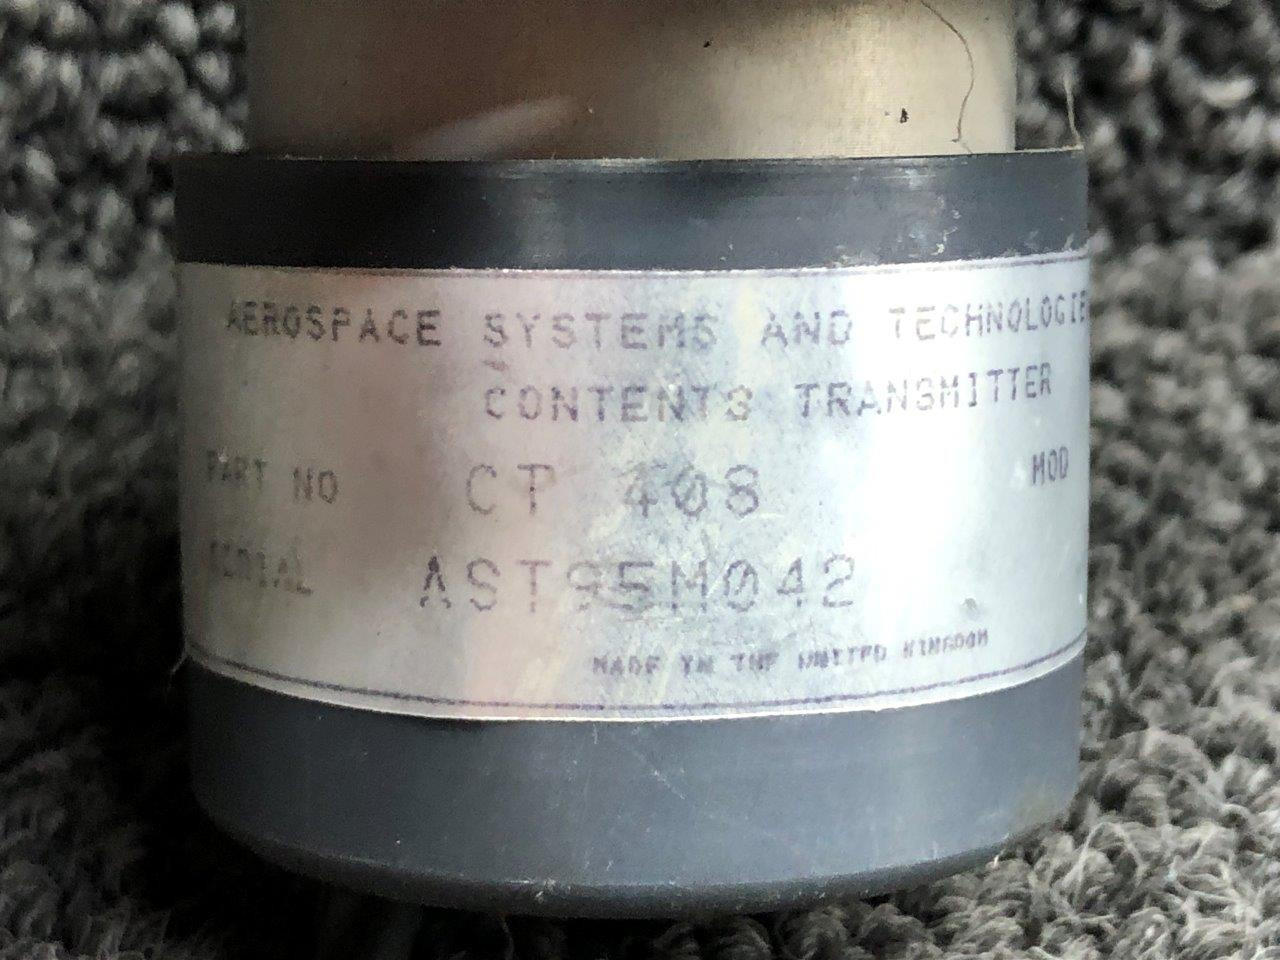 AEROSPACE SYSTEMS AND TECHNOLOGIE
CONTENTS TRANSMITTER
PART NO CT 408 MOD
SERIAL AST95M042
MADE IN THE UNITED KINGDOM